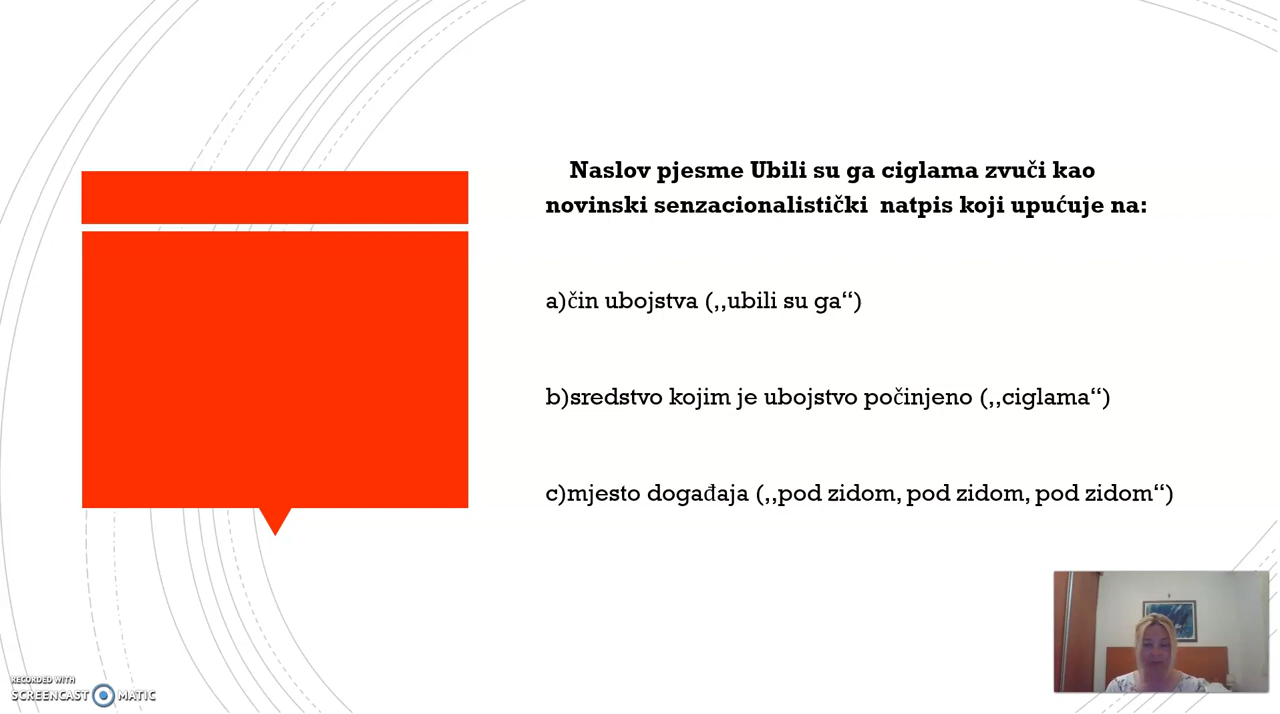 Naslov pjesme Ubili su ga ciglama zvuči kao
novinski senzacionalistički natpis koji upućuje na:
a)čin ubojstva (,,ubili su ga“)
b)sredstvo kojim je ubojstvo počinjeno (,,ciglama“)
c)mjesto događaja (,,pod zidom, pod zidom, pod zidom“)
RECORDED WITH
SCREENCAST MATIC